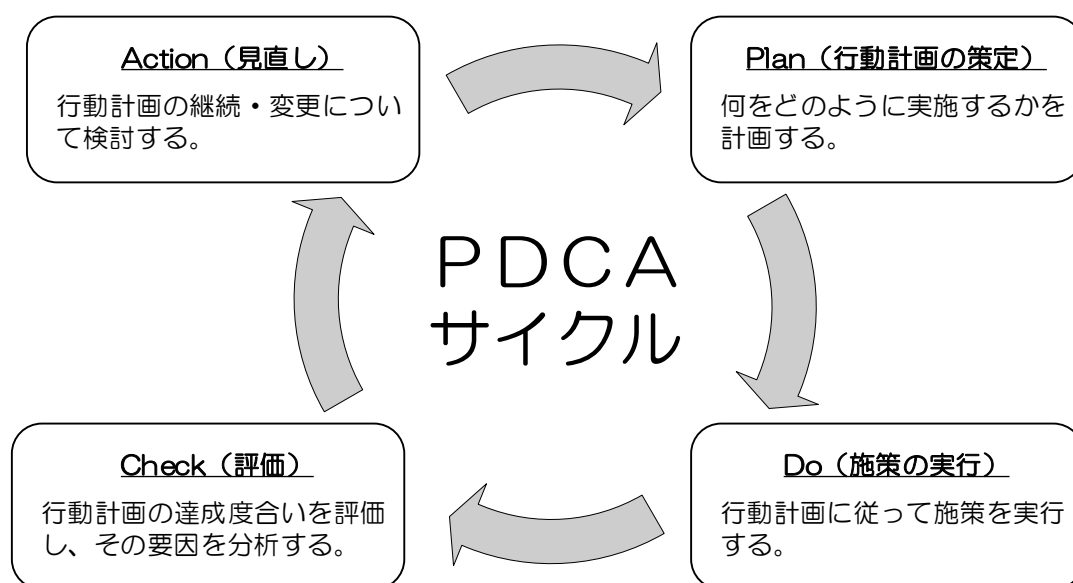 Action（見直し）
行動計画の継続・変更につい
て検討する。
Plan（行動計画の策定）
何をどのように実施するかを
計画する。
ＰＤＣＡ
サイクル
Check（評価）
行動計画の達成度合いを評価
し、その要因を分析する。
Do（施策の実行）
行動計画に従って施策を実行
する。